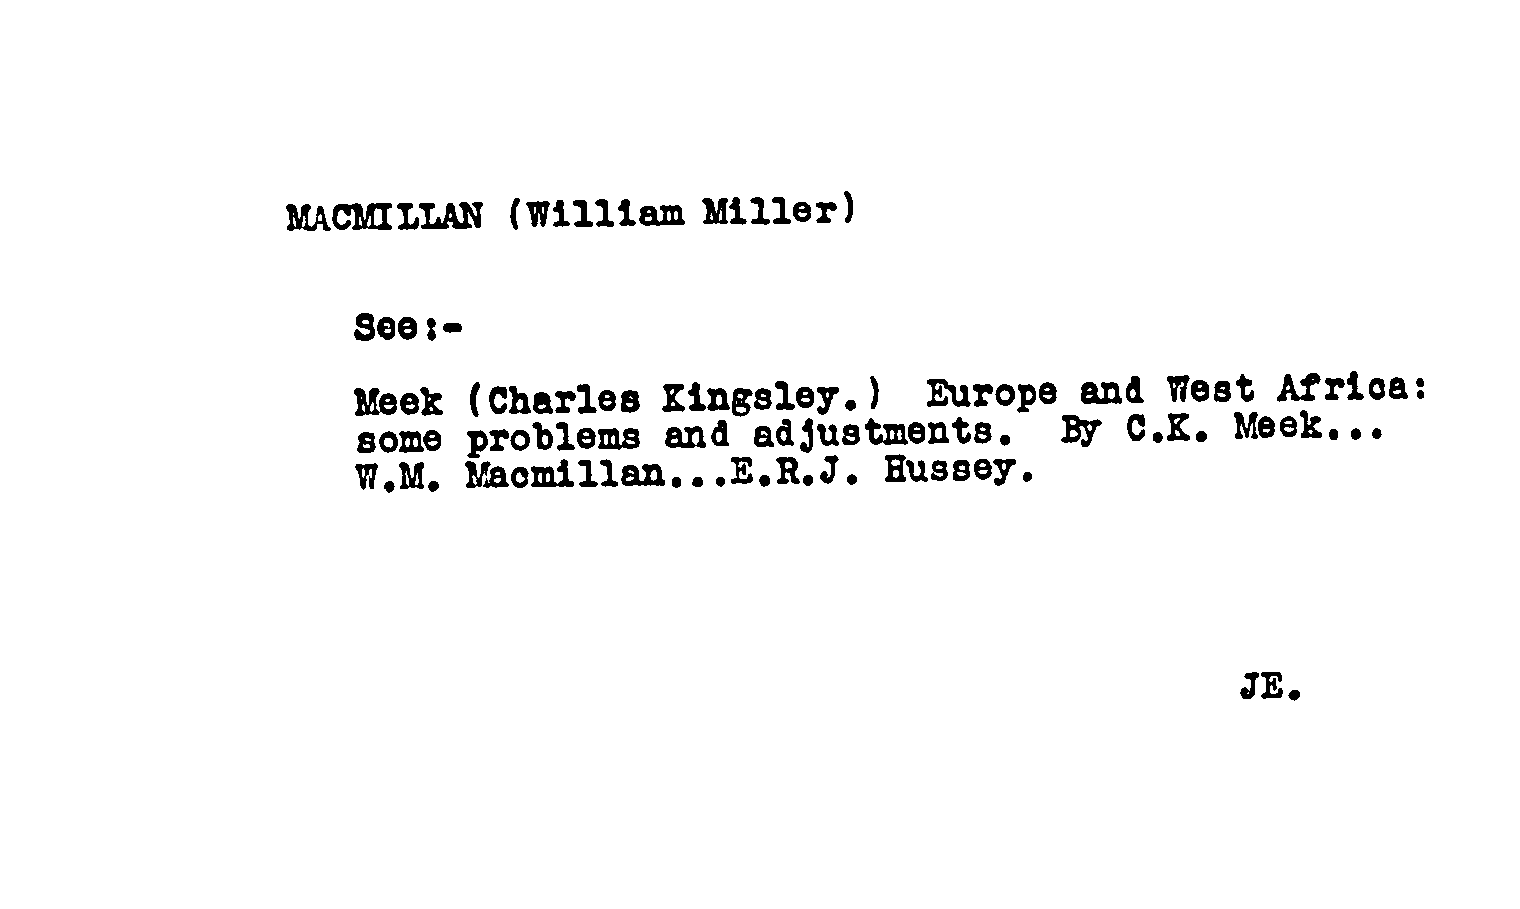 MACMILLAN (William Miller)
See:-
Meek (Charles Kingsley.)  Europe and West Africa:
some problems and adjustments.  By C.K. Meek...
W.M. Macmillan...E.R.J. Hussey.
JE.